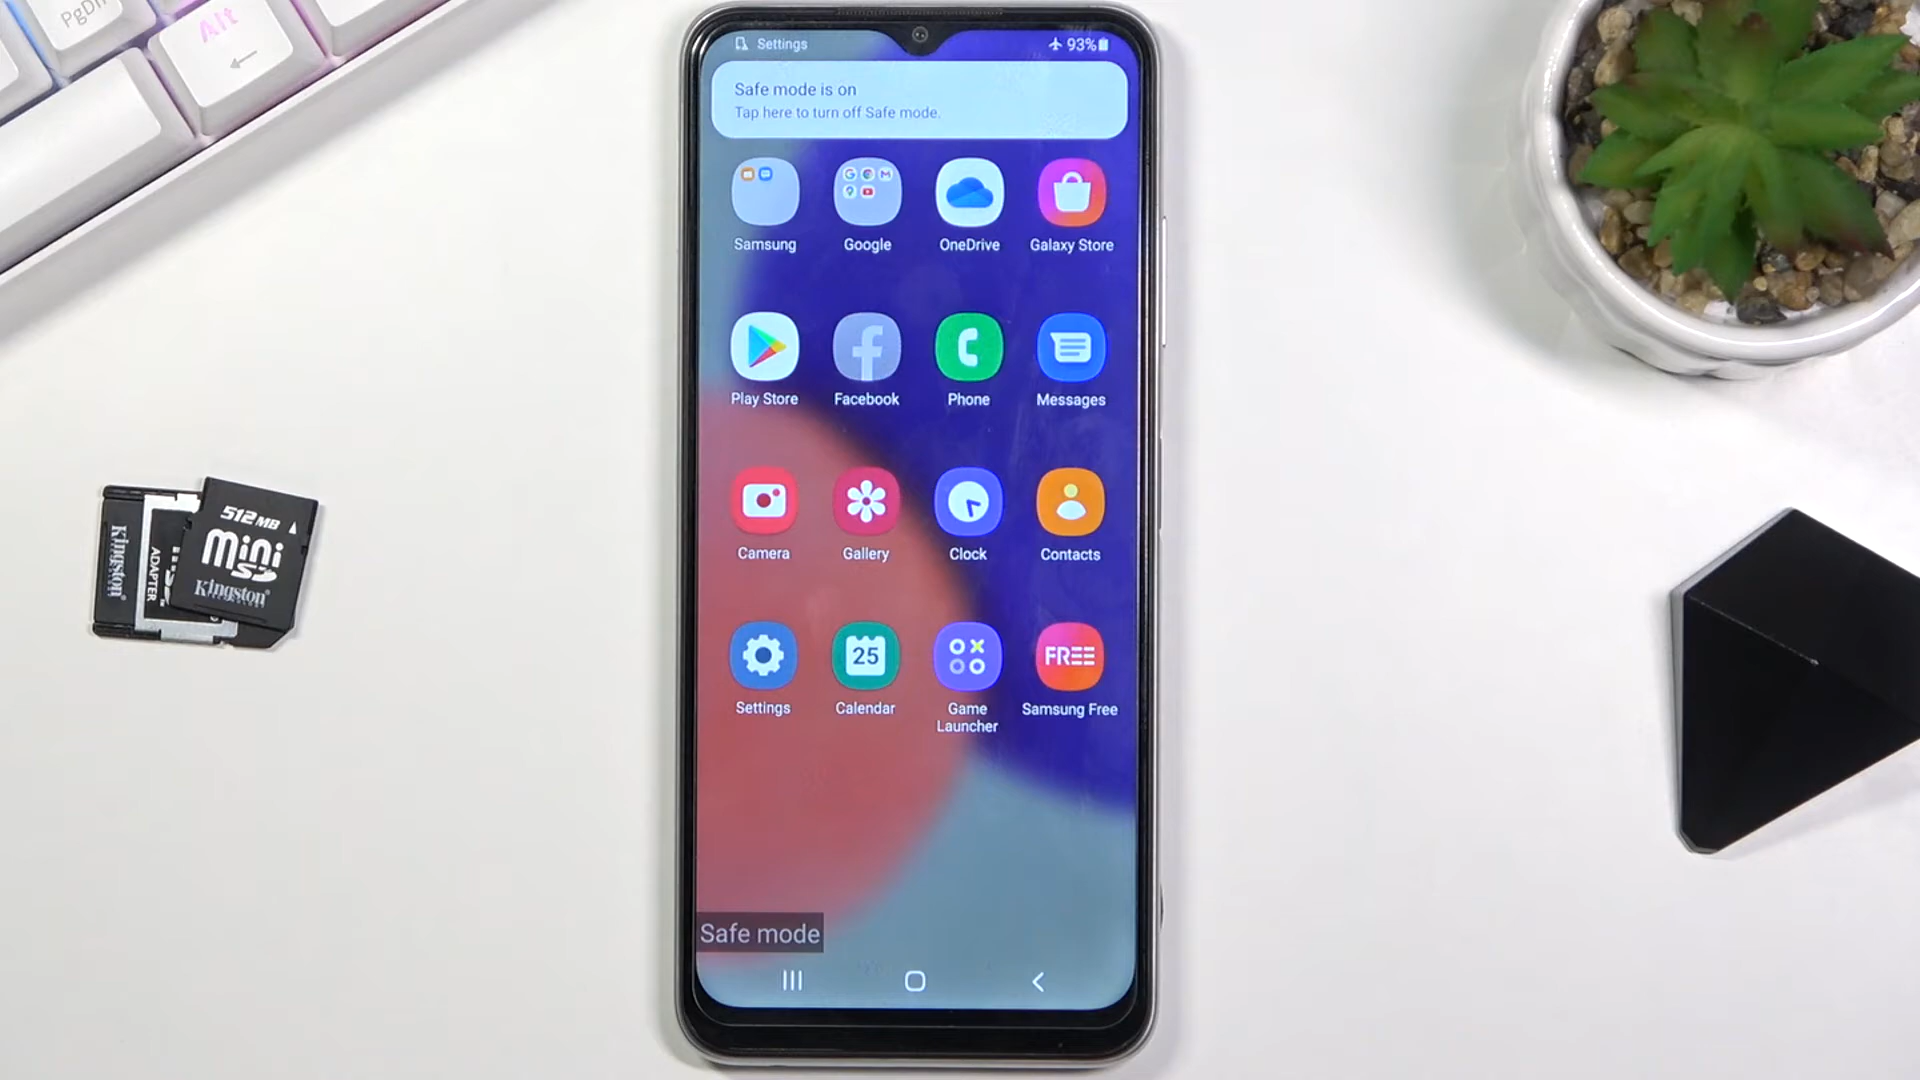 PgDn
Alt
Settings
93%
Safe mode is on
Tap here to turn off Safe mode.
Samsung
Google
OneDrive
Galaxy Store
Play Store
Facebook
Phone
Messages
Camera
Gallery
Clock
Contacts
25
FREE
Settings
Calendar
Game
Launcher
Samsung Free
Safe mode
512MB
mini
SD
Kingston
Kingston
ADAPTER